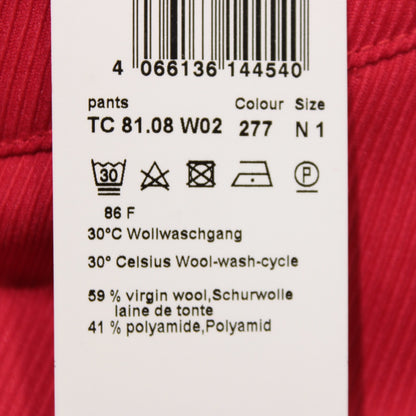 4 066136 144540
pants Colour Size
TC 81.08 W02 277 N 1
30 P
86 F
30°C Wollwaschgang
30° Celsius Wool-wash-cycle
59 % virgin wool,Schurwolle
laine de tonte
41 % polyamide,Polyamid